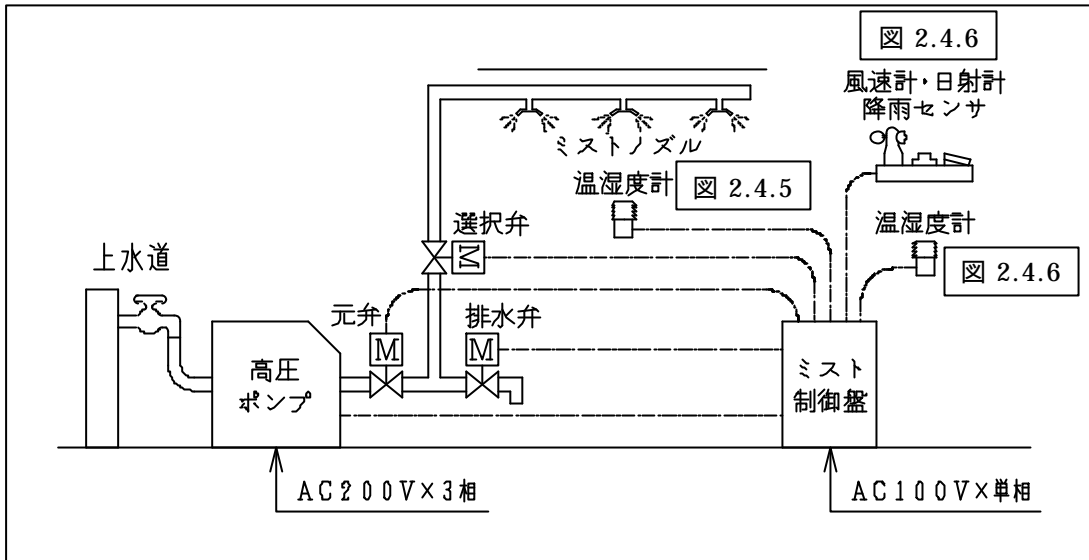 図 2.4.6
風速計・日射計
降雨センサ
ミストノズル
温湿度計
図 2.4.5
選択弁
M
温湿度計
図 2.4.6
上水道
元弁
排水弁
M
M
高圧
ポンプ
ミスト
制御盤
AC200V×3相
AC100V×単相